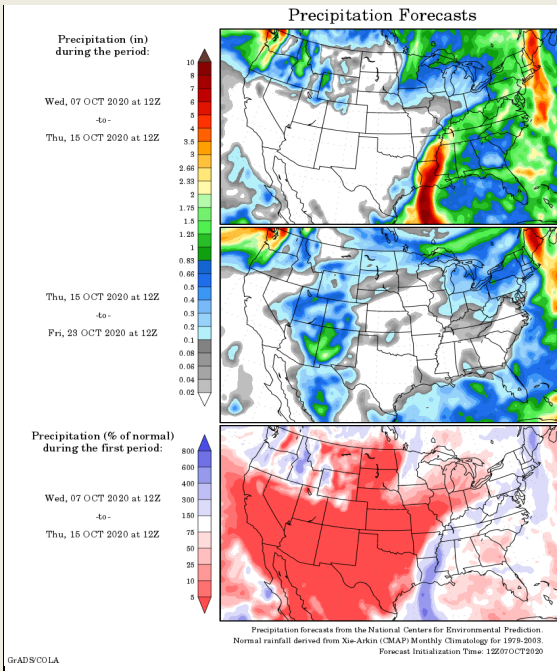 Precipitation Forecasts
Precipitation (in)
during the period:
Wed, 07 OCT 2020 at 12Z
-to-
Thu, 15 OCT 2020 at 12Z
10
8
7
6
5
4
3.5
3
2.66
2.33
2
1.75
1.5
1.25
1
0.83
0.66
0.5
0.4
0.3
0.2
0.1
0.08
0.06
0.04
0.02
Thu, 15 OCT 2020 at 12Z
-to-
Fri, 23 OCT 2020 at 12Z
Precipitation (% of normal)
during the first period:
Wed, 07 OCT 2020 at 12Z
-to-
Thu, 15 OCT 2020 at 12Z
800
600
400
300
150
75
50
25
10
5
Precipitation forecasts from the National Centers for Environmental Prediction.
Normal rainfall derived from Xie-Arkin (CMAP) Monthly Climatology for 1979-2003.
Forecast Initialization Time: 12Z07OCT2020
GrADS/COLA